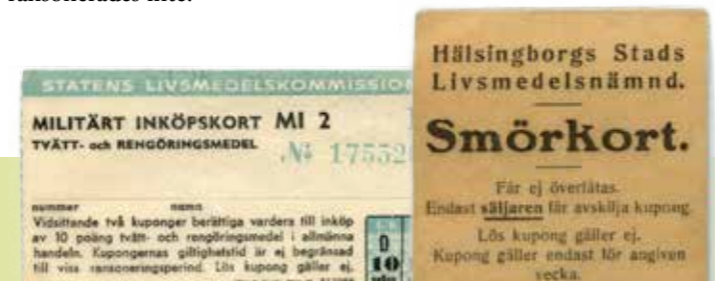 ransonerades inte.
STATENS LIVSMEDELSKOMMISSION
MILITÄRT INKÖPSKORT MI 2
TVÄTT- och RENGÖRINGSMEDEL
№ 17552
nummer namn
Vidsittande två kuponger berättiga vardera till inköp
av 10 poäng tvätt- och rengöringsmedel i allmänna
handeln. Kupongernas giltighetstid är ej begränsad
till viss ransoneringsperiod. Lös kupong gäller ej.
D
10
Hälsingborgs Stads
Livsmedelsnämnd.
Smörkort.
Får ej överlåtas.
Endast säljaren får avskilja kupong.
Lös kupong gäller ej.
Kupong gäller endast för angiven
vecka.